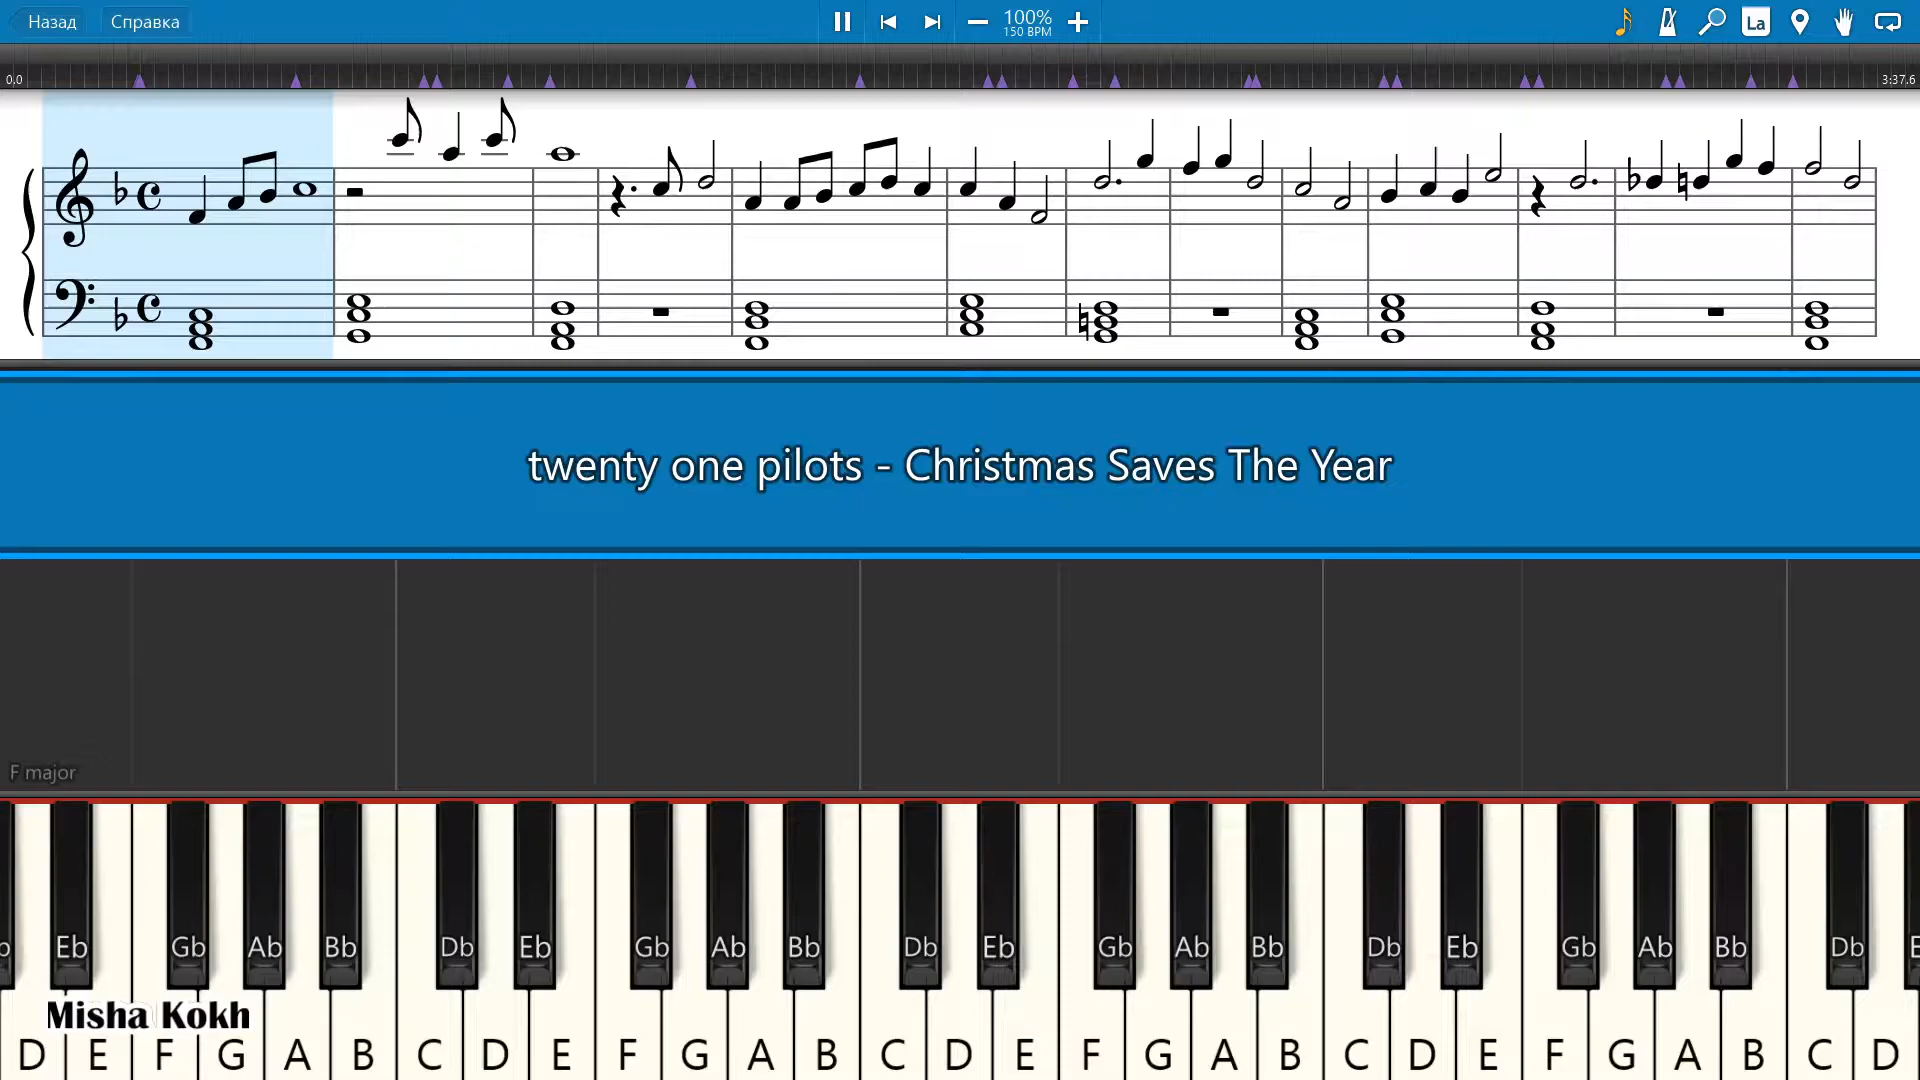 Назад Справка 100% La
150 BPM
0.0 3:37.6
twenty one pilots - Christmas Saves The Year
F major
Eb Gb Ab Bb Db Eb Gb Ab Bb Db Eb Gb Ab Bb Db Eb Gb Ab Bb Db
Misha Kokh
D E F G A B C D E F G A B C D E F G A B C D E F G A B C D